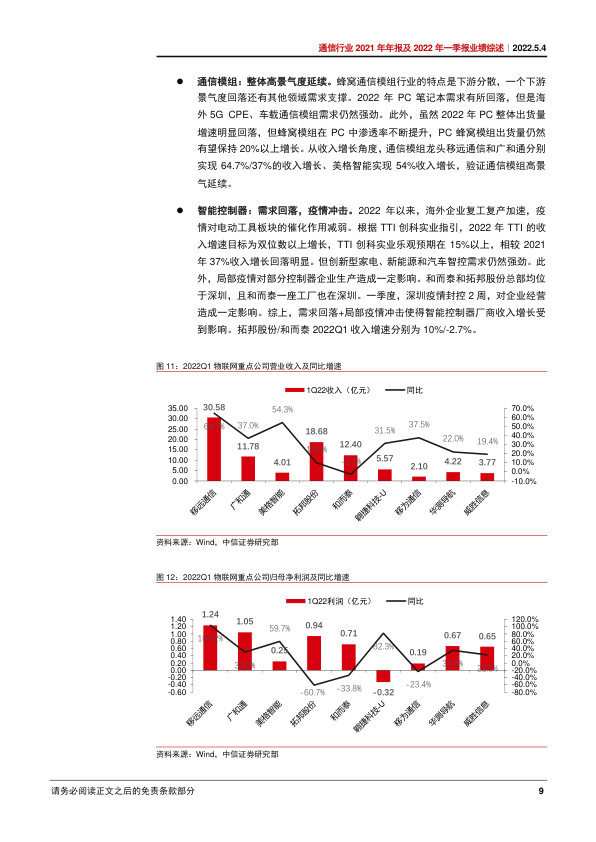 通信行业 2021 年年报及 2022 年一季报业绩综述｜2022.5.4
● 通信模组：整体高景气度延续。蜂窝通信模组行业的特点是下游分散，一个下游
景气度回落还有其他领域需求支撑。2022 年 PC 笔记本需求有所回落，但是海
外 5G CPE、车载通信模组需求仍然强劲。此外，虽然 2022 年 PC 整体出货量
增速明显回落，但蜂窝模组在 PC 中渗透率不断提升，PC 蜂窝模组出货量仍然
有望保持 20%以上增长。从收入增长角度，通信模组龙头移远通信和广和通分别
实现 64.7%/37%的收入增长、美格智能实现 54%收入增长，验证通信模组高景
气延续。
● 智能控制器：需求回落，疫情冲击。2022 年以来，海外企业复工复产加速，疫
情对电动工具板块的催化作用减弱。根据 TTI 创科实业指引，2022 年 TTI 的收
入增速目标为双位数以上增长，TTI 创科实业乐观预期在 15%以上，相较 2021
年 37%收入增长回落明显。但创新型家电、新能源和汽车智控需求仍然强劲。此
外，局部疫情对部分控制器企业生产造成一定影响。和而泰和拓邦股份总部均位
于深圳，且和而泰一座工厂也在深圳。一季度，深圳疫情封控 2 周，对企业经营
造成一定影响。综上，需求回落+局部疫情冲击使得智能控制器厂商收入增长受
到影响。拓邦股份/和而泰 2022Q1 收入增速分别为 10%/-2.7%。
图 11：2022Q1 物联网重点公司营业收入及同比增速
1Q22收入（亿元） 同比
35.00
30.00
25.00
20.00
15.00
10.00
5.00
0.00
30.58
11.78
4.01
18.68
12.40
5.57
2.10
4.22
3.77
37.0%
54.3%
31.5%
37.5%
22.0%
19.4%
70.0%
60.0%
50.0%
40.0%
30.0%
20.0%
10.0%
0.0%
-10.0%
移远通信
广和通
美格智能
拓邦股份
和而泰
翱捷科技-U
移为通信
华测导航
威胜信息
资料来源：Wind，中信证券研究部
图 12：2022Q1 物联网重点公司归母净利润及同比增速
1Q22利润（亿元） 同比
1.40
1.20
1.00
0.80
0.60
0.40
0.20
0.00
-0.20
-0.40
-0.60
1.24
1.05
0.25
0.94
0.71
-0.32
0.19
0.67
0.65
59.7%
-60.7%
-33.8%
82.3%
-23.4%
120.0%
100.0%
80.0%
60.0%
40.0%
20.0%
0.0%
-20.0%
-40.0%
-60.0%
-80.0%
移远通信
广和通
美格智能
拓邦股份
和而泰
翱捷科技-U
移为通信
华测导航
威胜信息
资料来源：Wind，中信证券研究部
请务必阅读正文之后的免责条款部分 9